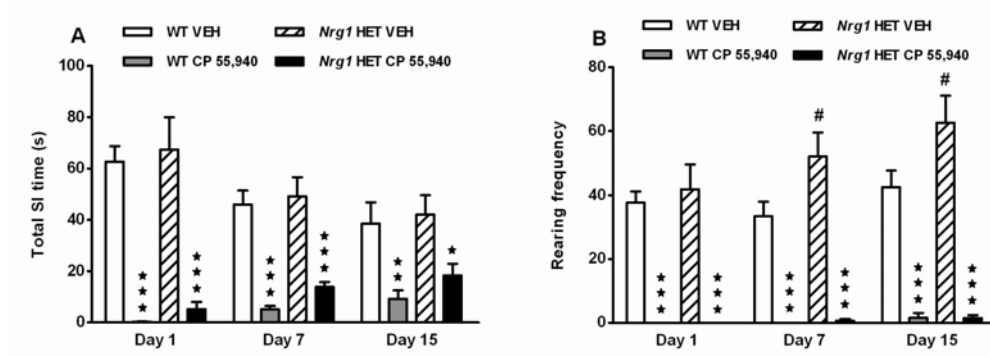 A
WT VEH
Nrg1 HET VEH
WT CP 55,940
Nrg1 HET CP 55,940
Total SI time (s)
100
80
60
40
20
0
★★★
★★★
★★★
★★★
★★
★
Day 1
Day 7
Day 15
B
WT VEH
Nrg1 HET VEH
WT CP 55,940
Nrg1 HET CP 55,940
Rearing frequency
80
60
40
20
0
#
#
★★★
★★★
★★★
★★★
★★★
★★★
Day 1
Day 7
Day 15